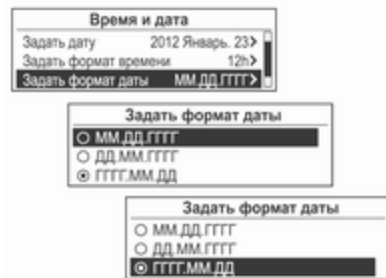 Время и дата
Задать дату 2012 Январь. 23>
Задать формат времени 12h>
Задать формат даты ММ.ДД.ГГГГ>
Задать формат даты
ММ.ДД.ГГГГ
ДД.ММ.ГГГГ
ГГГГ.ММ.ДД
Задать формат даты
ММ.ДД.ГГГГ
ДД.ММ.ГГГГ
ГГГГ.ММ.ДД